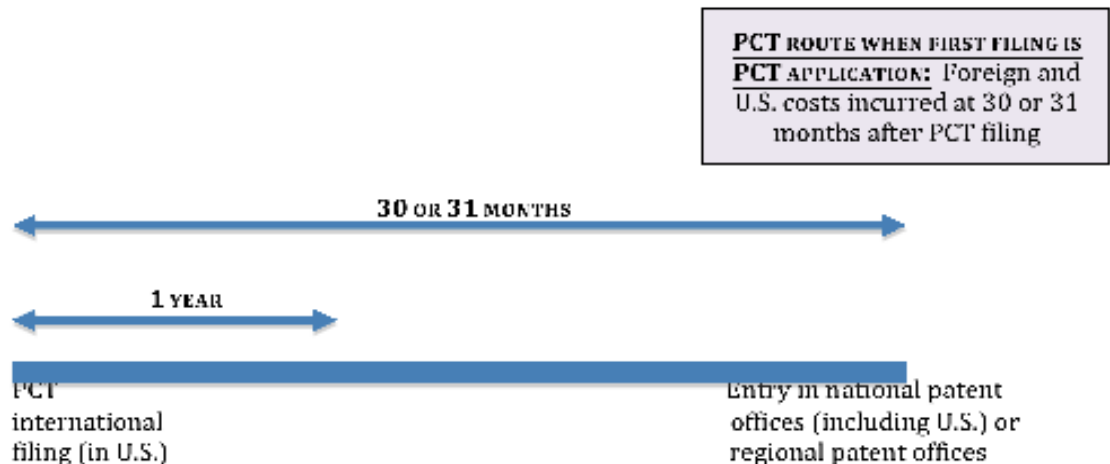 PCT ROUTE WHEN FIRST FILING IS
PCT APPLICATION: Foreign and
U.S. costs incurred at 30 or 31
months after PCT filing
30 OR 31 MONTHS
1 YEAR
PCT
international
filing (in U.S.)
Entry in national patent
offices (including U.S.) or
regional patent offices